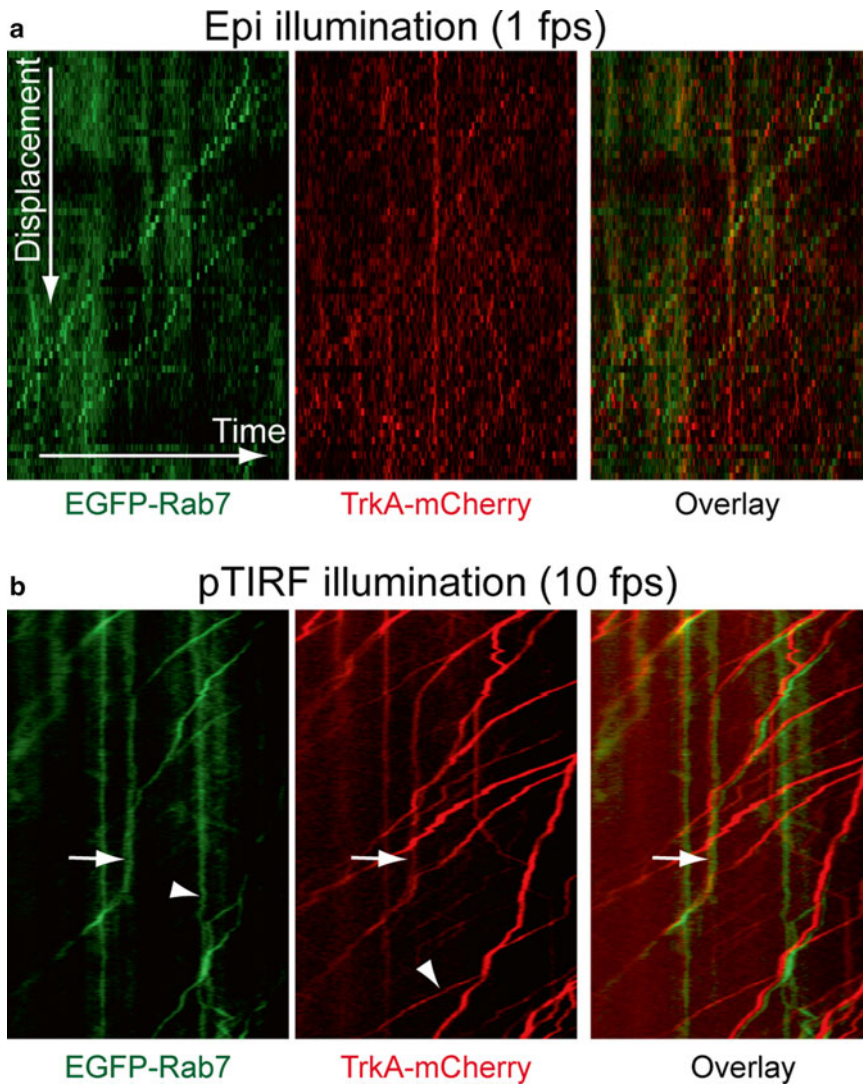 a
Epi illumination (1 fps)
Displacement
Time
EGFP-Rab7
TrkA-mCherry
Overlay
b
pTIRF illumination (10 fps)
EGFP-Rab7
TrkA-mCherry
Overlay